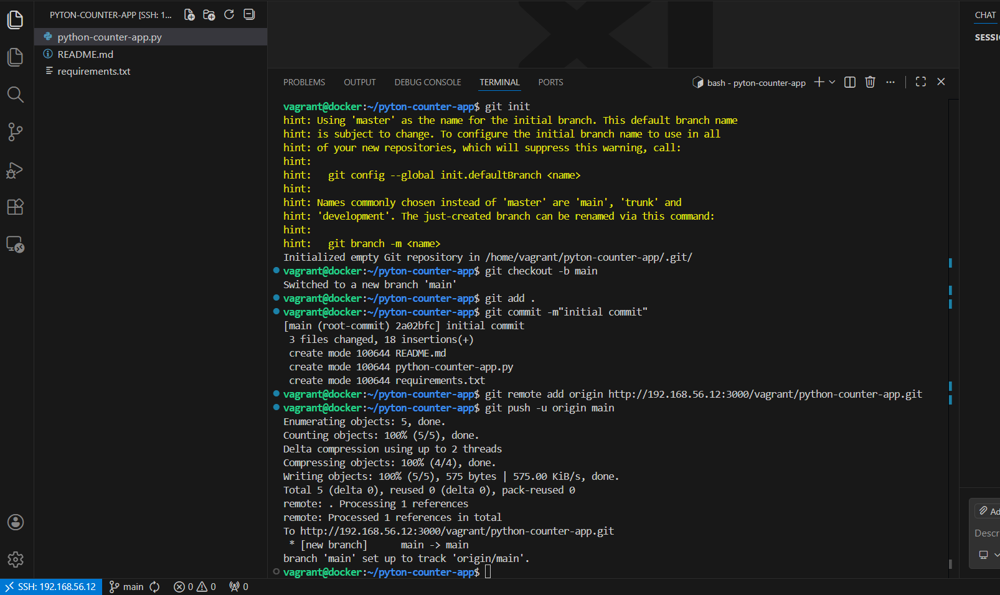 PYTON-COUNTER-APP [SSH: 1...
python-counter-app.py
README.md
requirements.txt
PROBLEMS OUTPUT DEBUG CONSOLE TERMINAL PORTS
bash - pyton-counter-app
CHAT
SESSIO
vagrant@docker:~/pyton-counter-app$ git init
hint: Using 'master' as the name for the initial branch. This default branch name
hint: is subject to change. To configure the initial branch name to use in all
hint: of your new repositories, which will suppress this warning, call:
hint:
hint:   git config --global init.defaultBranch <name>
hint:
hint: Names commonly chosen instead of 'master' are 'main', 'trunk' and
hint: 'development'. The just-created branch can be renamed via this command:
hint:
hint:   git branch -m <name>
Initialized empty Git repository in /home/vagrant/pyton-counter-app/.git/
vagrant@docker:~/pyton-counter-app$ git checkout -b main
Switched to a new branch 'main'
vagrant@docker:~/pyton-counter-app$ git add .
vagrant@docker:~/pyton-counter-app$ git commit -m"initial commit"
[main (root-commit) 2a02bfc] initial commit
 3 files changed, 18 insertions(+)
 create mode 100644 README.md
 create mode 100644 python-counter-app.py
 create mode 100644 requirements.txt
vagrant@docker:~/pyton-counter-app$ git remote add origin http://192.168.56.12:3000/vagrant/python-counter-app.git
vagrant@docker:~/pyton-counter-app$ git push -u origin main
Enumerating objects: 5, done.
Counting objects: 100% (5/5), done.
Delta compression using up to 2 threads
Compressing objects: 100% (4/4), done.
Writing objects: 100% (5/5), 575 bytes | 575.00 KiB/s, done.
Total 5 (delta 0), reused 0 (delta 0), pack-reused 0
remote: . Processing 1 references
remote: Processed 1 references in total
To http://192.168.56.12:3000/vagrant/python-counter-app.git
 * [new branch]      main -> main
branch 'main' set up to track 'origin/main'.
vagrant@docker:~/pyton-counter-app$
Ad
Descr
SSH: 192.168.56.12 main 0 0 0